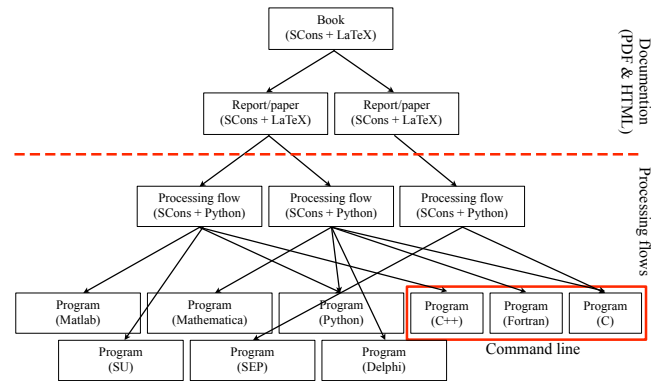 Book
(SCons + LaTeX)
Documention
(PDF & HTML)
Report/paper
(SCons + LaTeX)
Report/paper
(SCons + LaTeX)
Processing flows
Processing flow
(SCons + Python)
Processing flow
(SCons + Python)
Processing flow
(SCons + Python)
Program
(Matlab)
Program
(Mathematica)
Program
(Python)
Program
(C++)
Program
(Fortran)
Program
(C)
Command line
Program
(SU)
Program
(SEP)
Program
(Delphi)